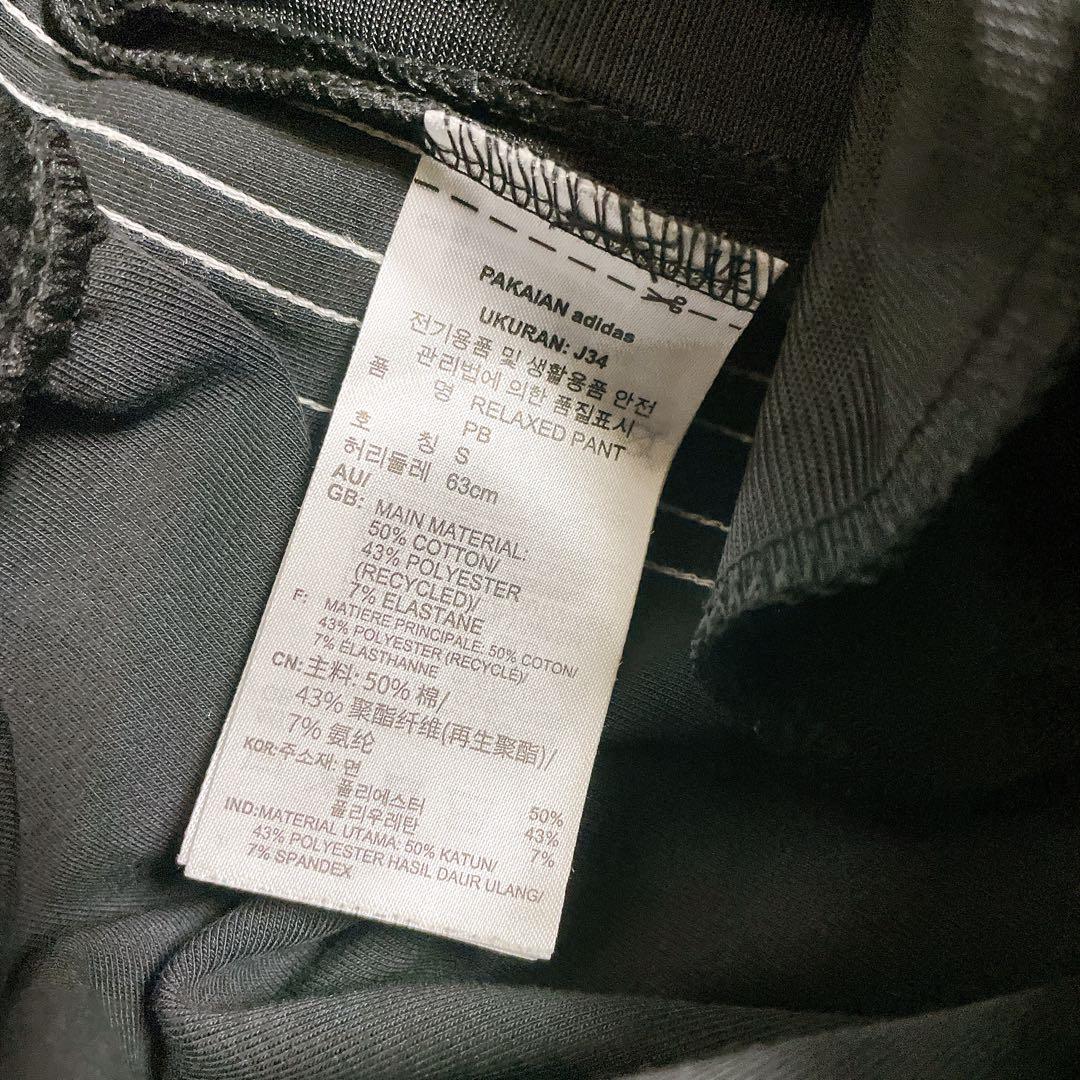 PAKAIAN adidas
UKURAN: J34
전기용품 및 생활용품 안전
관리법에 의한 품질표시
품 명 RELAXED PANT
PB
호 칭 S
허리둘레 63cm
AU/
GB: MAIN MATERIAL:
50% COTTON/
43% POLYESTER
(RECYCLED)/
7% ELASTANE
F: MATIERE PRINCIPALE: 50% COTON/
43% POLYESTER (RECYCLE)/
7% ELASTHANNE
CN: 主料: 50% 棉/
43% 聚酯纤维(再生聚酯)/
7% 氨纶
KOR: 주소재: 면 50%
폴리에스터 43%
폴리우레탄 7%
IND: MATERIAL UTAMA: 50% KATUN/
43% POLYESTER HASIL DAUR ULANG/
7% SPANDEX